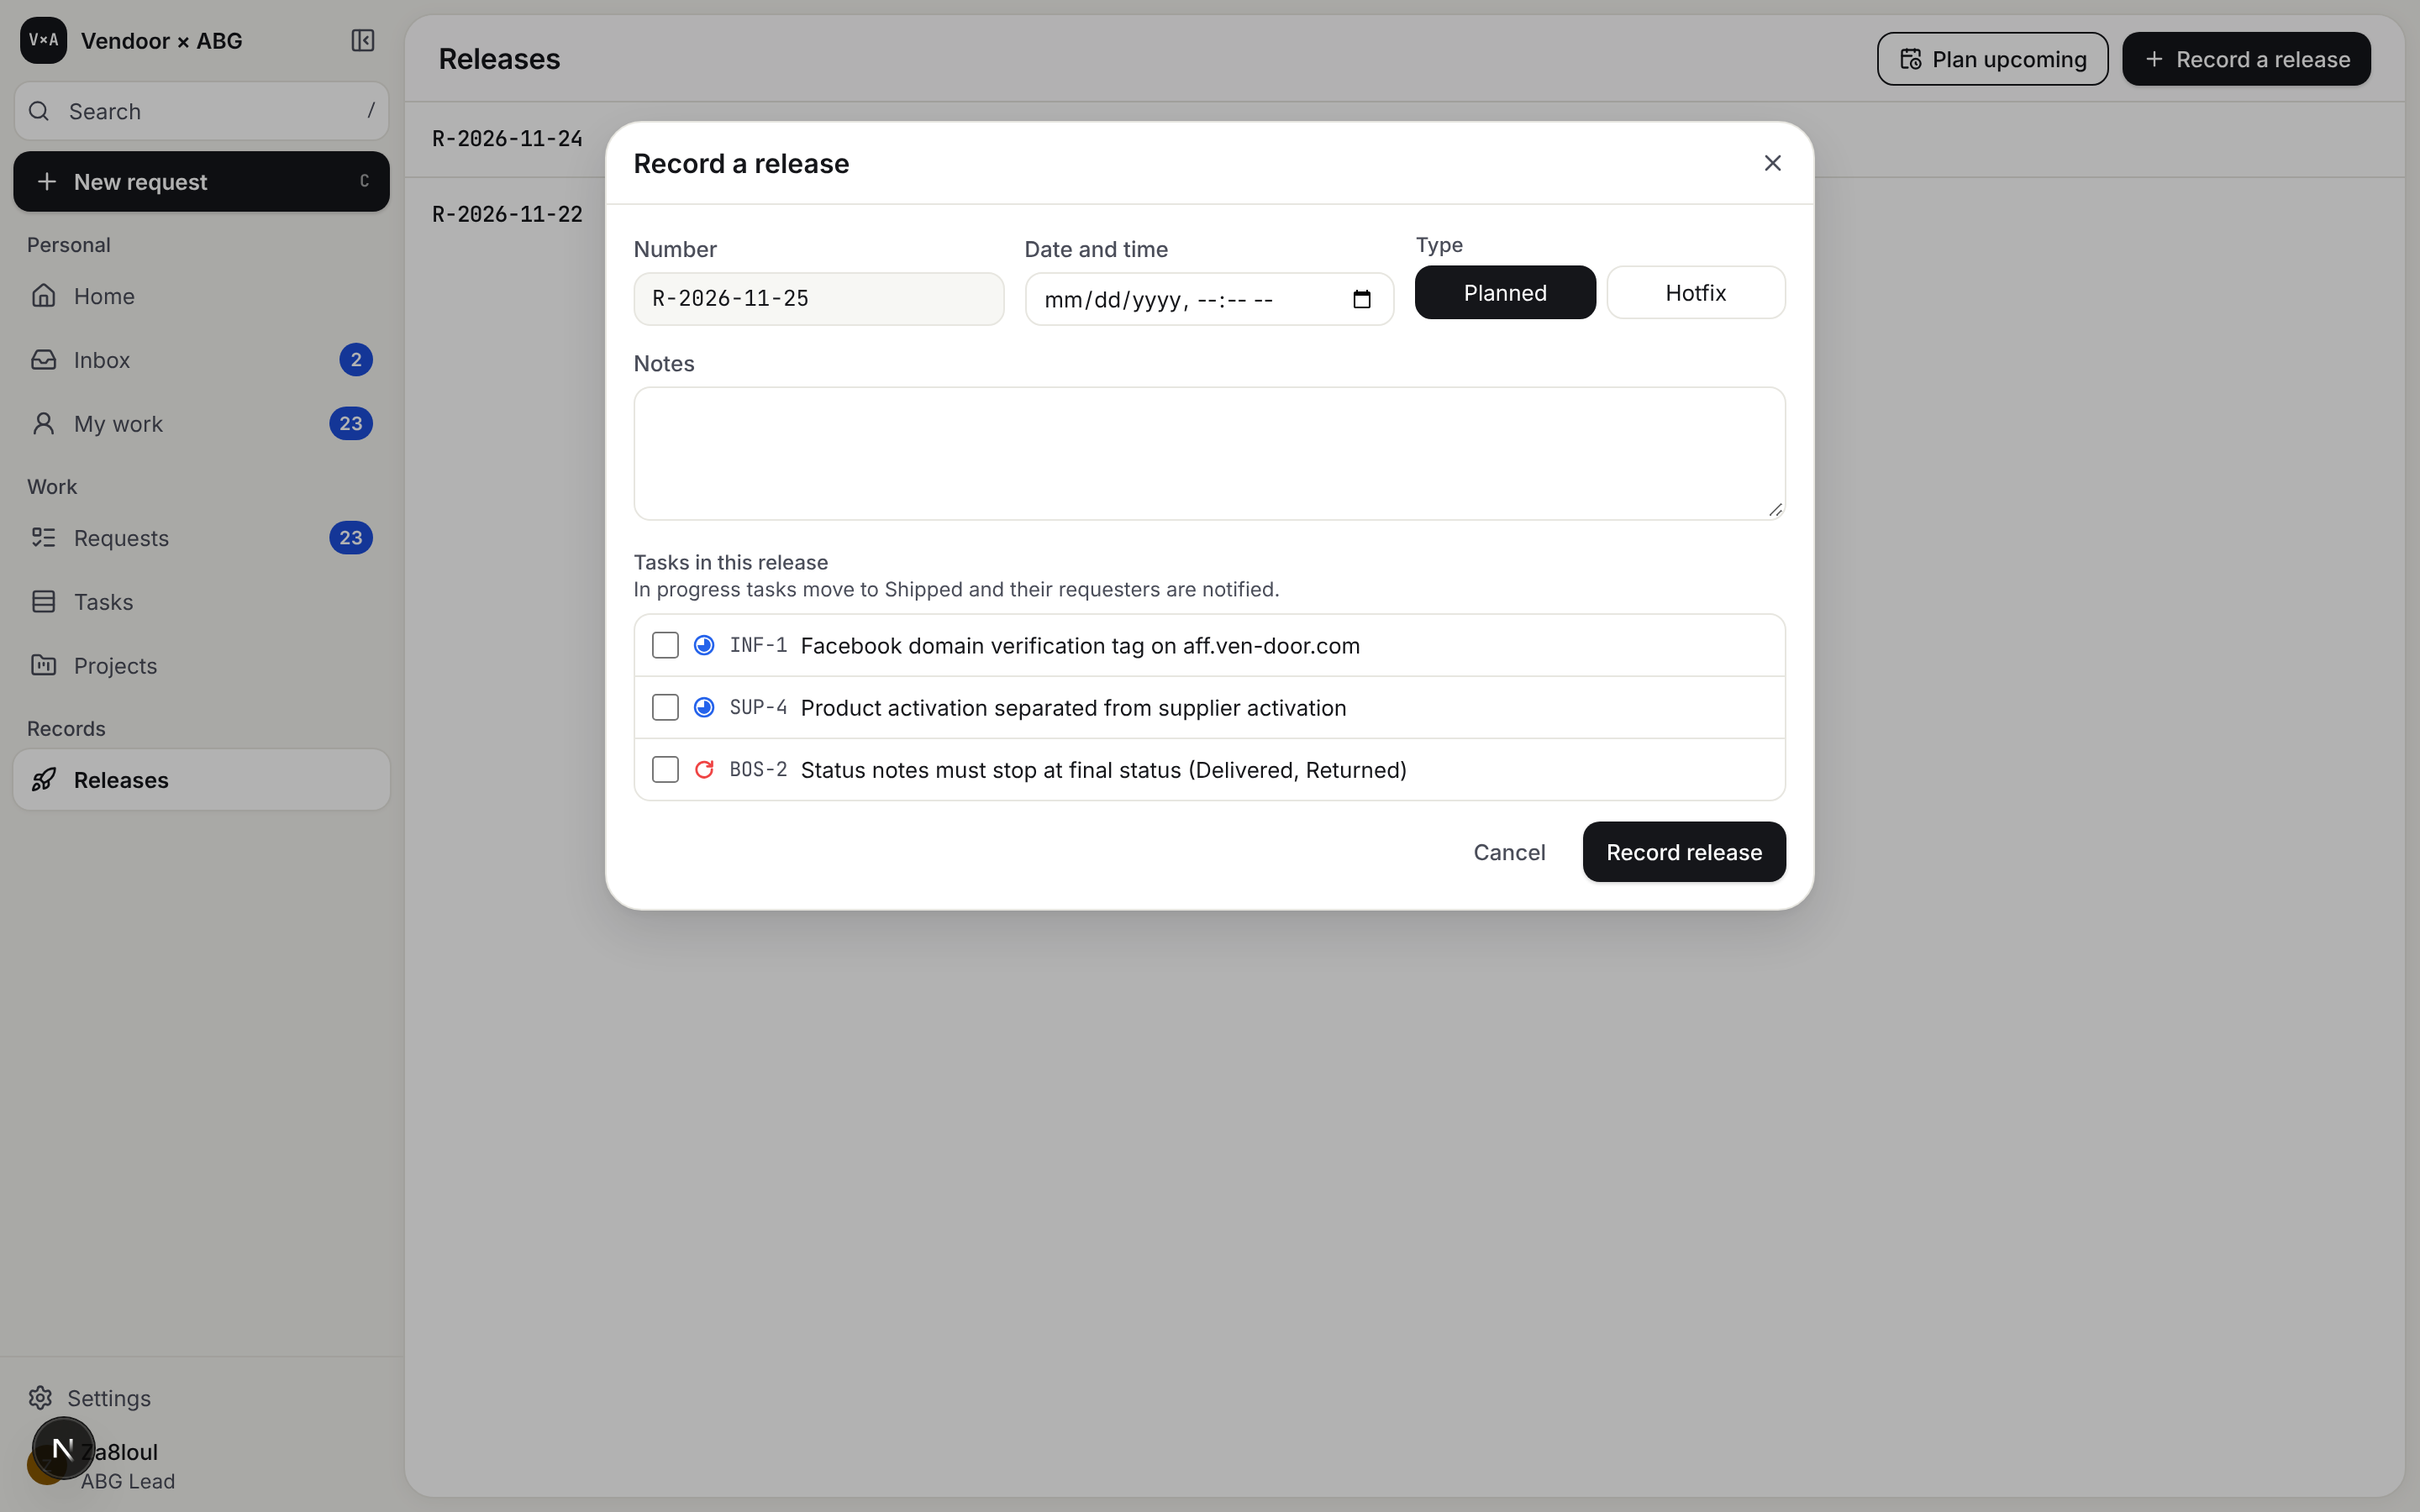 V×A Vendoor × ABG
Search /
New request C
Personal
Home
Inbox 2
My work 23
Work
Requests 23
Tasks
Projects
Records
Releases
Settings
N
Za8loul
ABG Lead
Releases
Plan upcoming
Record a release
R-2026-11-24
R-2026-11-22
Record a release
Number
R-2026-11-25
Date and time
mm/dd/yyyy, --:-- --
Type
Planned
Hotfix
Notes
Tasks in this release
In progress tasks move to Shipped and their requesters are notified.
INF-1 Facebook domain verification tag on aff.ven-door.com
SUP-4 Product activation separated from supplier activation
BOS-2 Status notes must stop at final status (Delivered, Returned)
Cancel
Record release